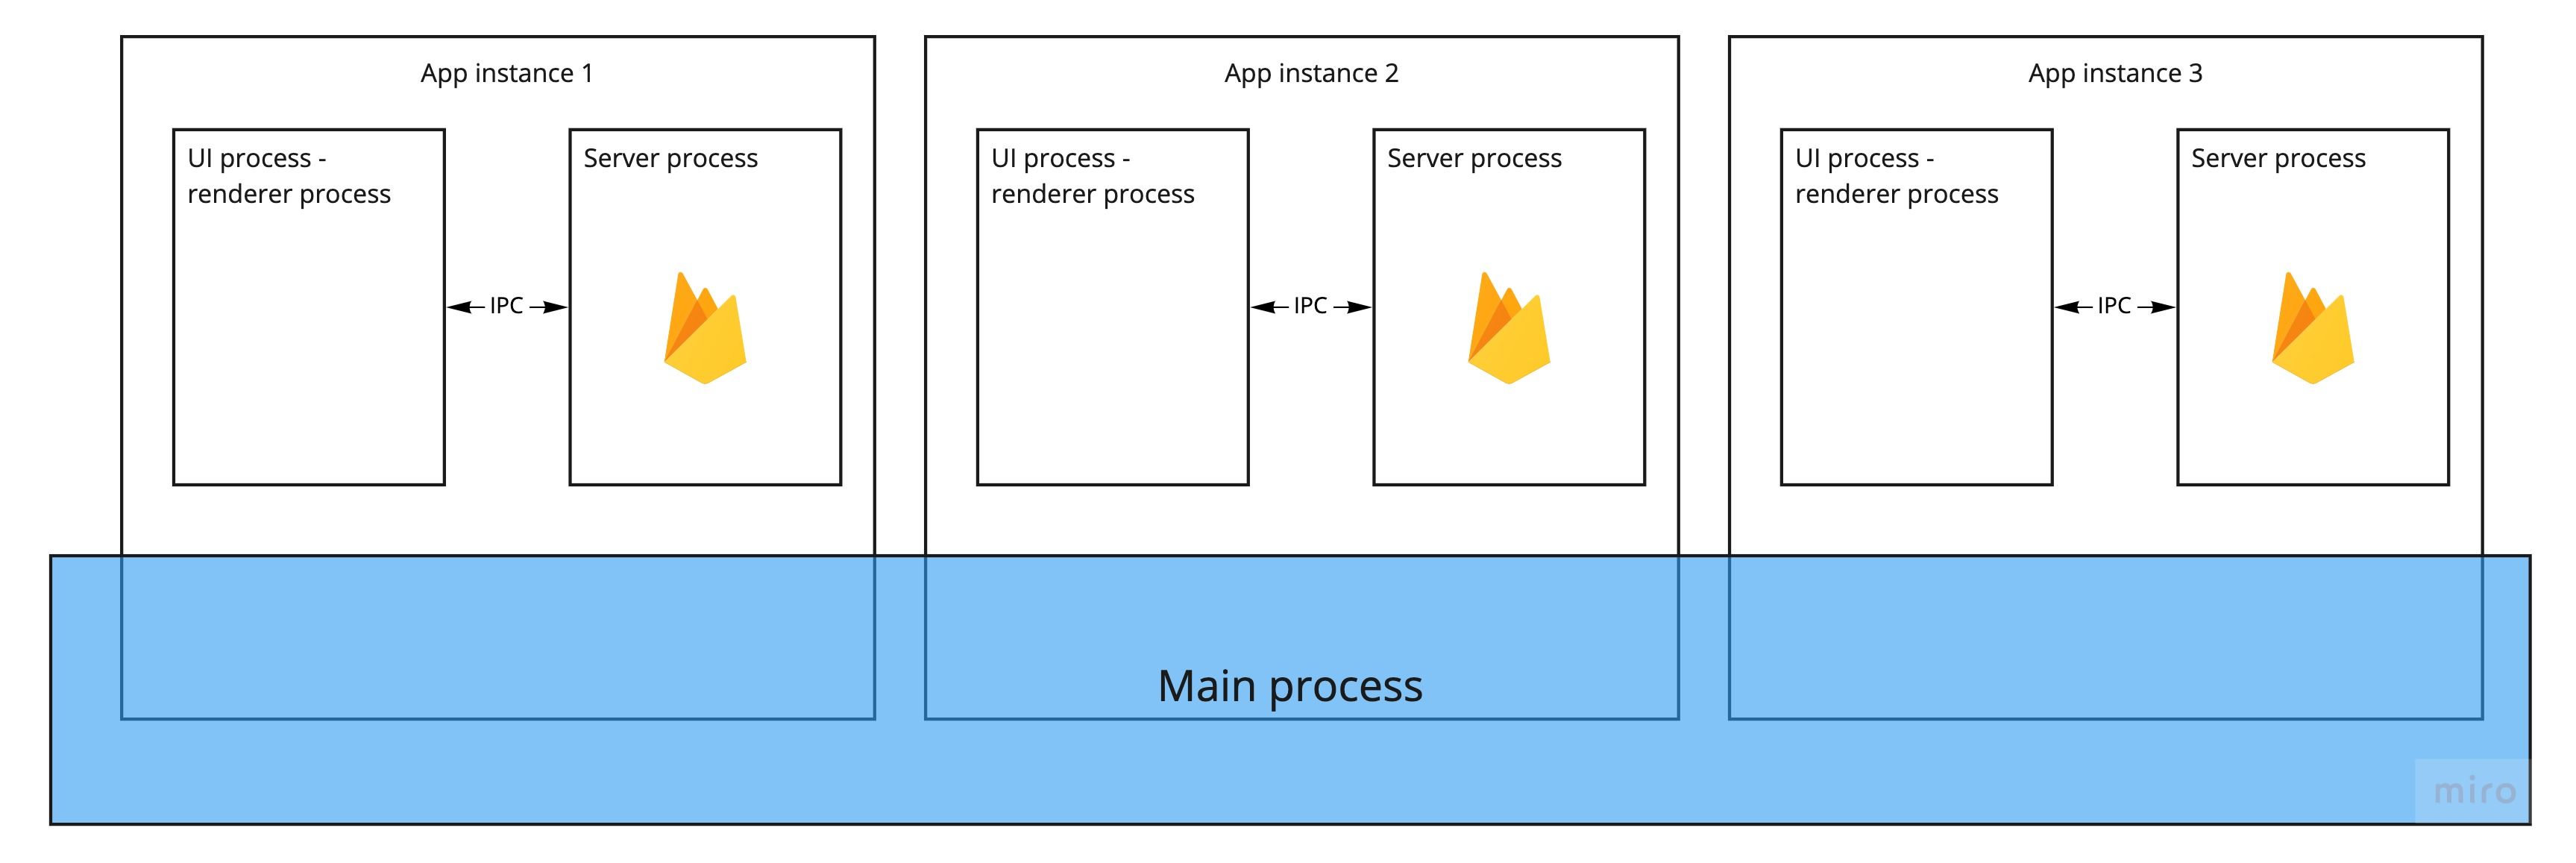 App instance 1
UI process -
renderer process
IPC
Server process
App instance 2
UI process -
renderer process
IPC
Server process
App instance 3
UI process -
renderer process
IPC
Server process
Main process
miro